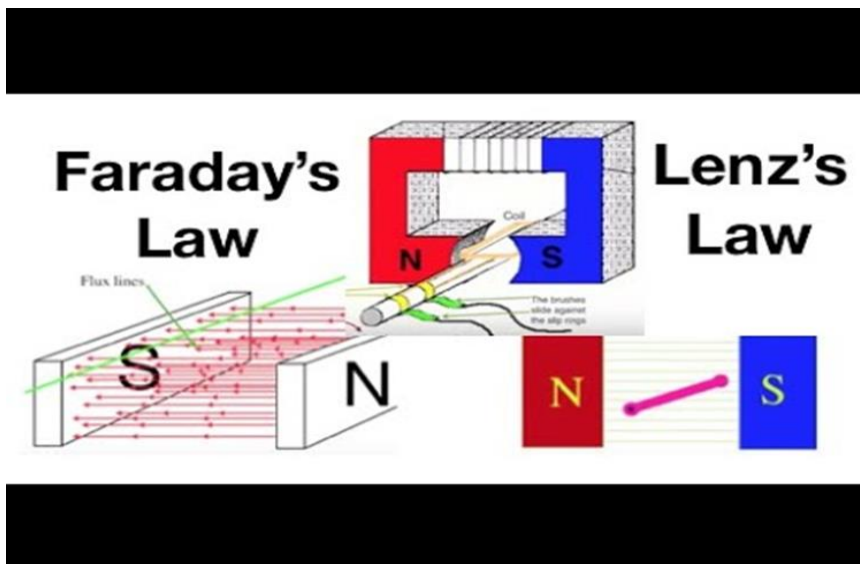 Faraday's
Law
Lenz's
Law
Coil
N
S
The brushes
slide against
the slip rings
Flux lines
S
N
N
S